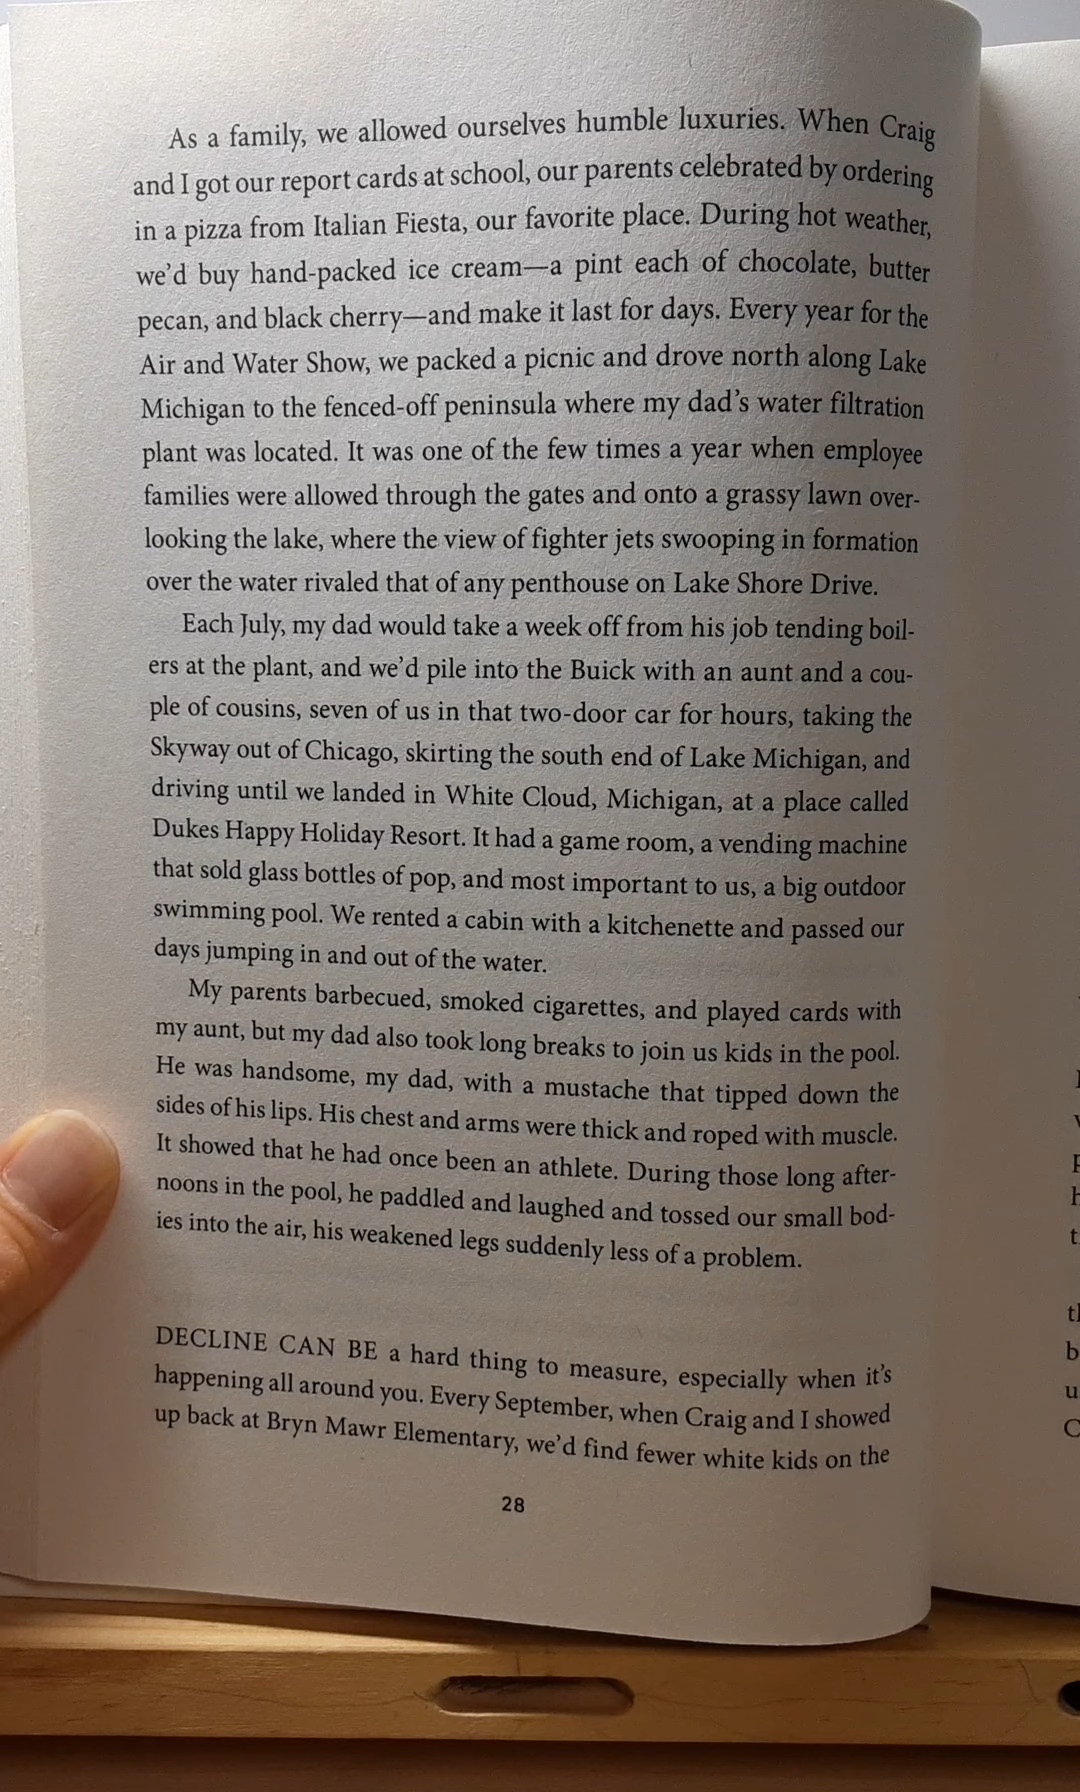 As a family, we allowed ourselves humble luxuries. When Craig
and I got our report cards at school, our parents celebrated by ordering
in a pizza from Italian Fiesta, our favorite place. During hot weather,
we'd buy hand-packed ice cream—a pint each of chocolate, butter
pecan, and black cherry—and make it last for days. Every year for the
Air and Water Show, we packed a picnic and drove north along Lake
Michigan to the fenced-off peninsula where my dad's water filtration
plant was located. It was one of the few times a year when employee
families were allowed through the gates and onto a grassy lawn over-
looking the lake, where the view of fighter jets swooping in formation
over the water rivaled that of any penthouse on Lake Shore Drive.
Each July, my dad would take a week off from his job tending boil-
ers at the plant, and we'd pile into the Buick with an aunt and a cou-
ple of cousins, seven of us in that two-door car for hours, taking the
Skyway out of Chicago, skirting the south end of Lake Michigan, and
driving until we landed in White Cloud, Michigan, at a place called
Dukes Happy Holiday Resort. It had a game room, a vending machine
that sold glass bottles of pop, and most important to us, a big outdoor
swimming pool. We rented a cabin with a kitchenette and passed our
days jumping in and out of the water.
My parents barbecued, smoked cigarettes, and played cards with
my aunt, but my dad also took long breaks to join us kids in the pool.
He was handsome, my dad, with a mustache that tipped down the
sides of his lips. His chest and arms were thick and roped with muscle.
It showed that he had once been an athlete. During those long after-
noons in the pool, he paddled and laughed and tossed our small bod-
ies into the air, his weakened legs suddenly less of a problem.
DECLINE CAN BE a hard thing to measure, especially when it's
happening all around you. Every September, when Craig and I showed
up back at Bryn Mawr Elementary, we'd find fewer white kids on the
28